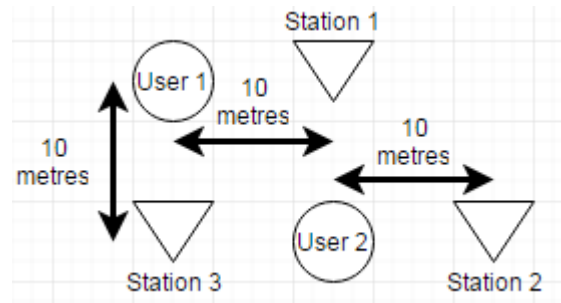 Station 1
User 1
10
metres
10
metres
10
metres
User 2
Station 3
Station 2